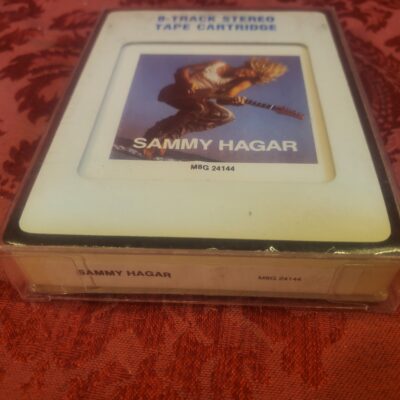 8-TRACK STEREO
TAPE CARTRIDGE
SAMMY HAGAR
M8G 24144
SAMMY HAGAR
M8G 24144